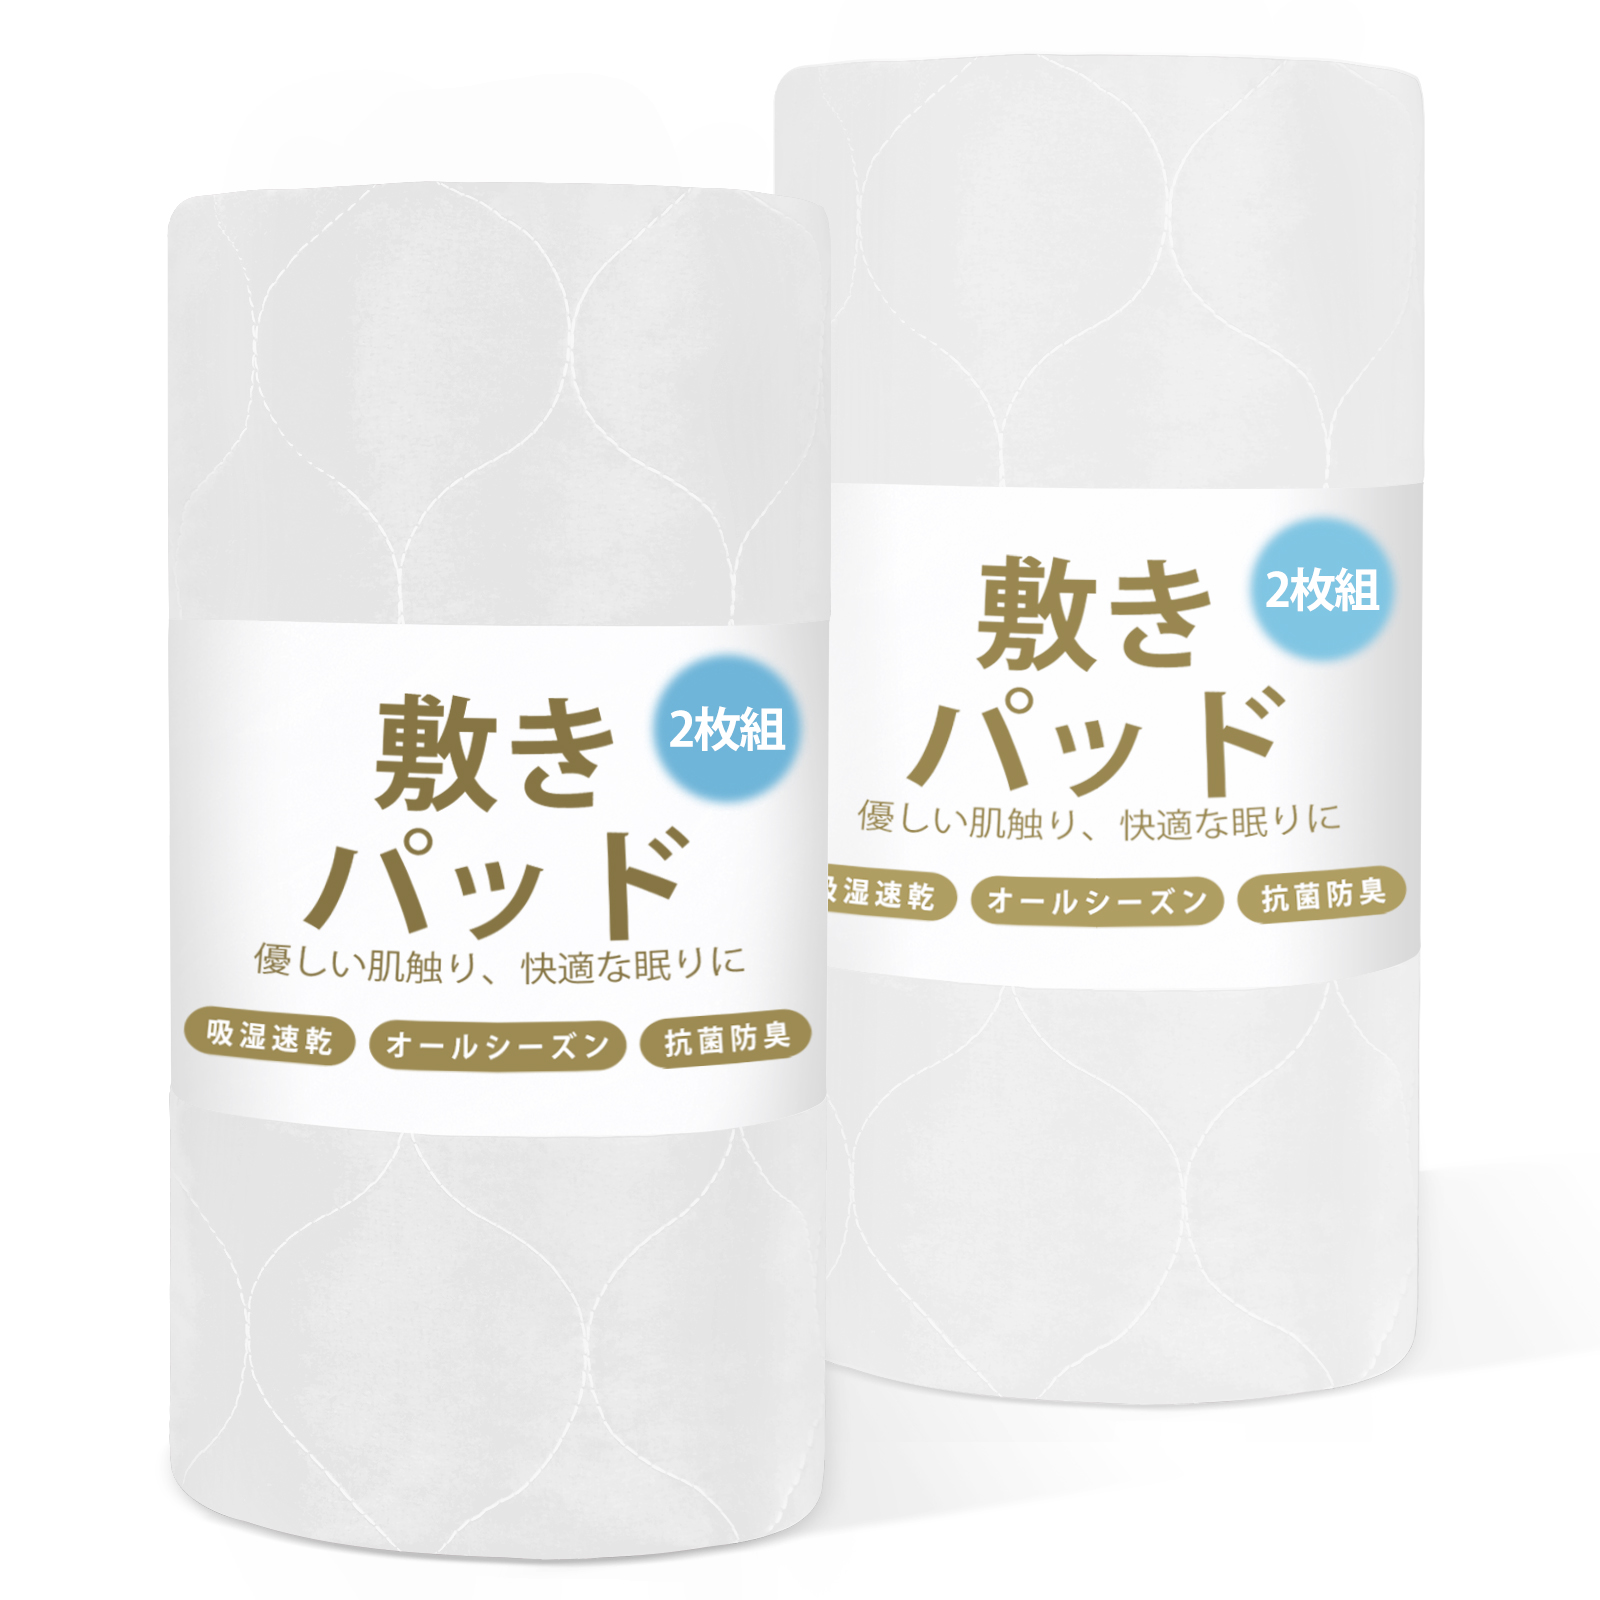 敷き
パッド
2枚組
優しい肌触り、快適な眠りに
吸湿速乾
オールシーズン
抗菌防臭
敷き
パッド
2枚組
優しい肌触り、快適な眠りに
吸湿速乾
オールシーズン
抗菌防臭